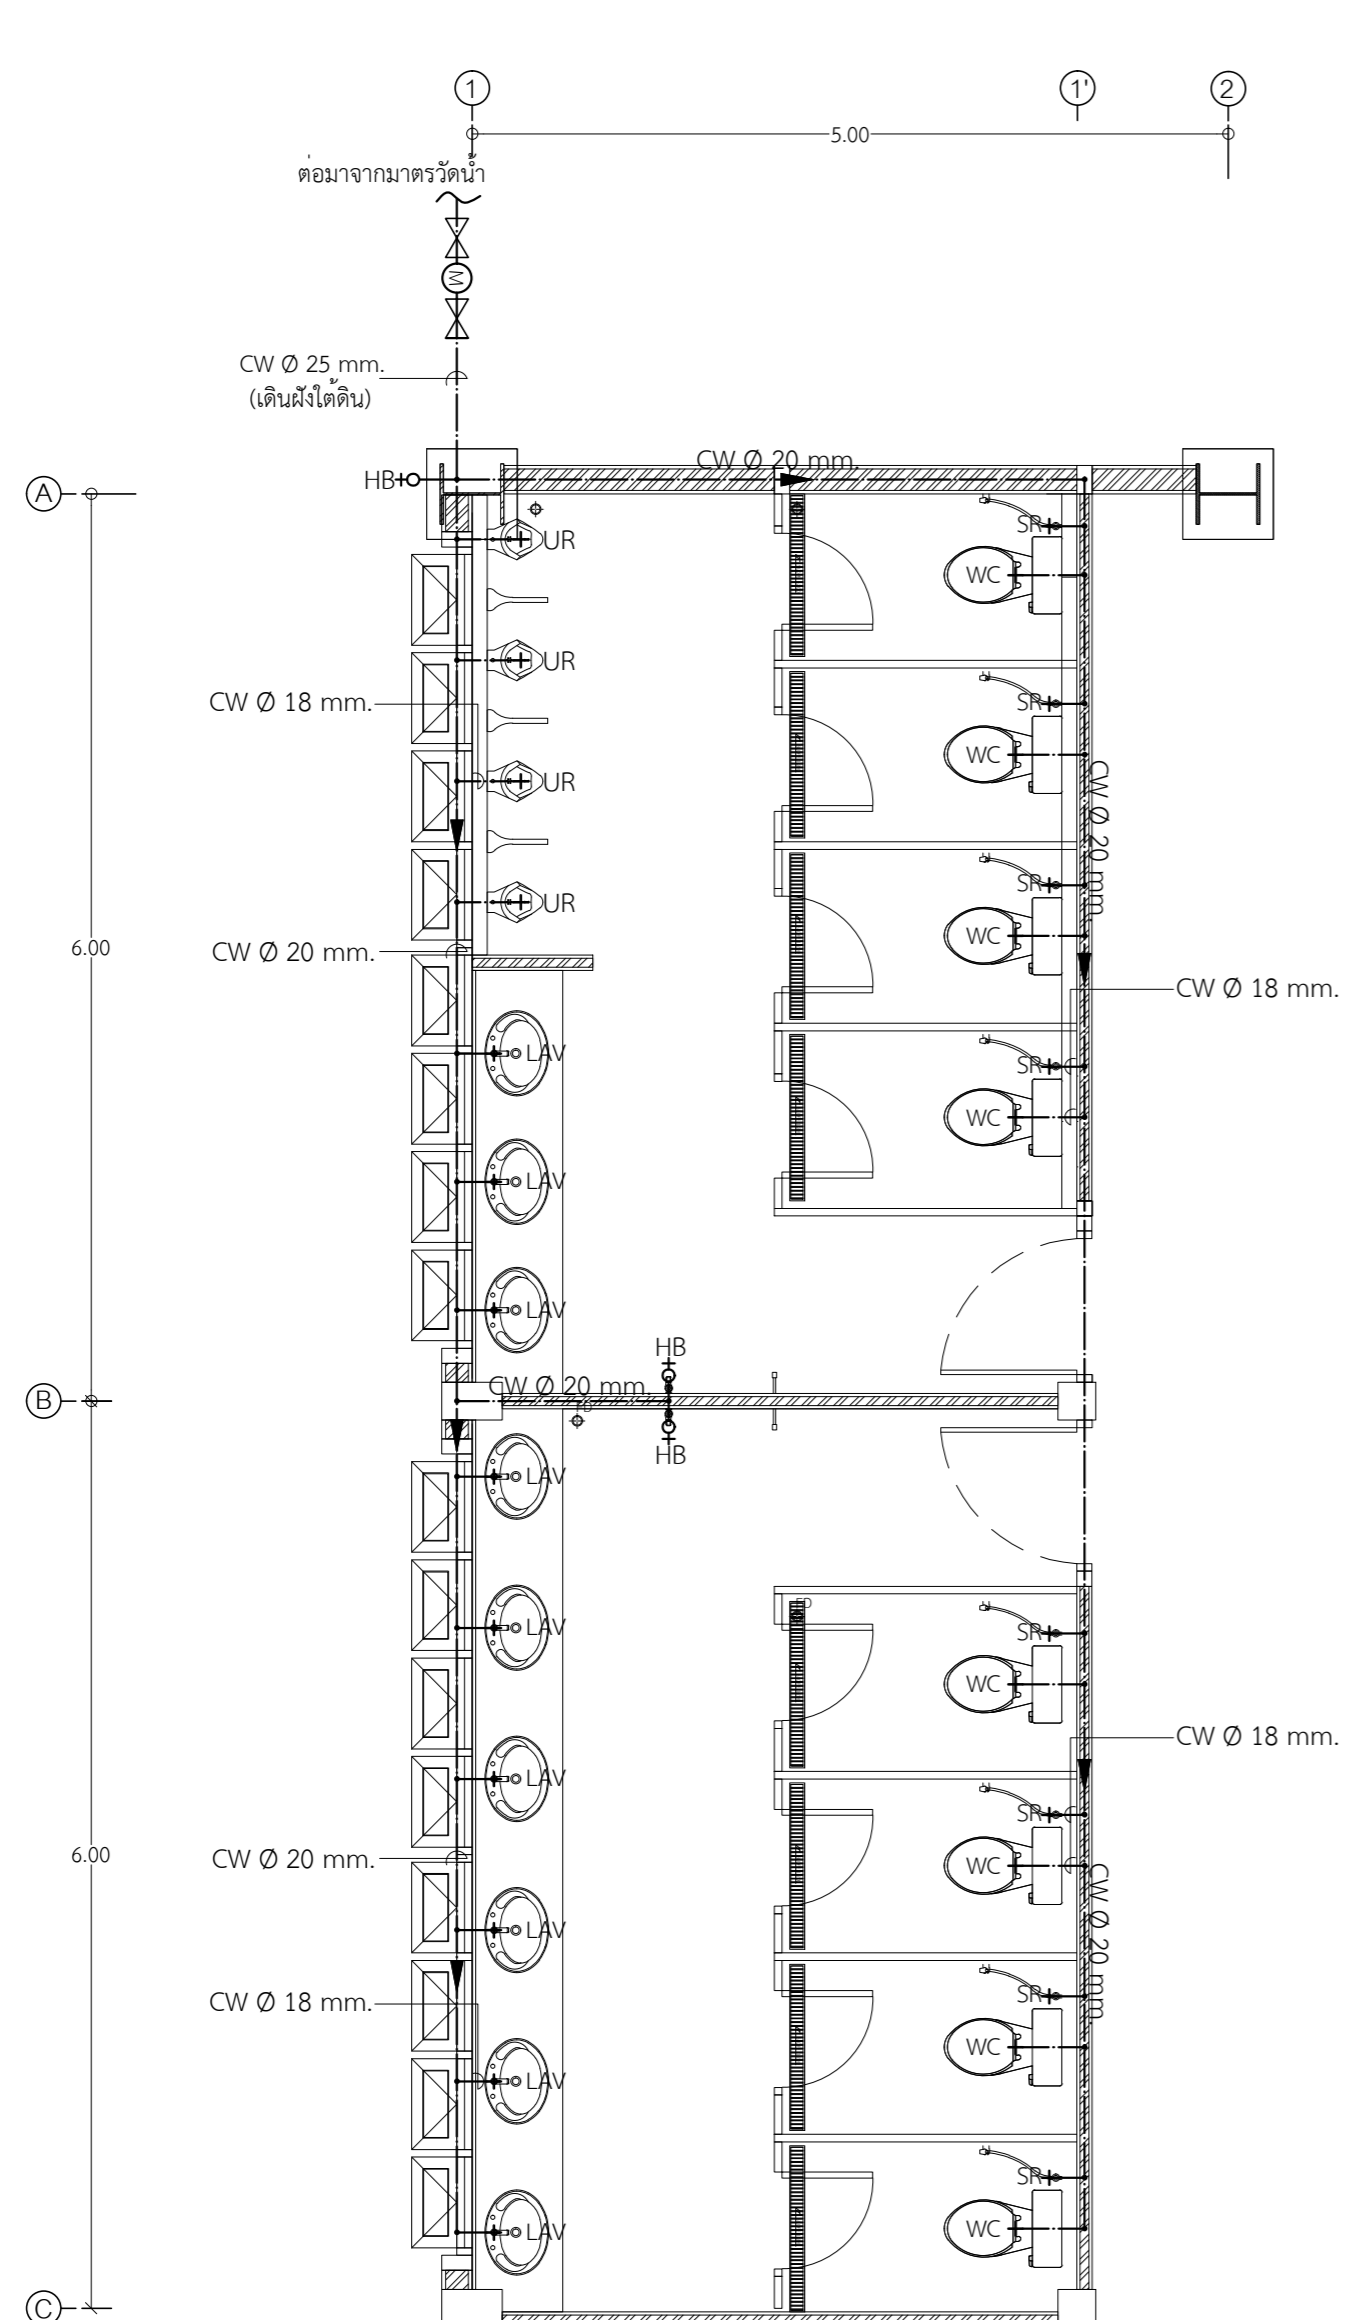 1
1'
2
5.00
ต่อมาจากมาตรวัดน้ำ
M
CW Ø 25 mm.
(เดินฝังใต้ดิน)
CW Ø 20 mm.
HB
A
UR
SR
WC
UR
CW Ø 18 mm.
SR
WC
UR
CW Ø 20 mm.
SR
UR
WC
6.00
CW Ø 20 mm.
CW Ø 18 mm.
LAV
SR
WC
LAV
LAV
HB
CW Ø 20 mm.
B
FD
HB
LAV
FD
LAV
SR
WC
CW Ø 18 mm.
LAV
SR
6.00
CW Ø 20 mm.
WC
CW Ø 20 mm.
LAV
SR
CW Ø 18 mm.
WC
LAV
SR
WC
LAV
C